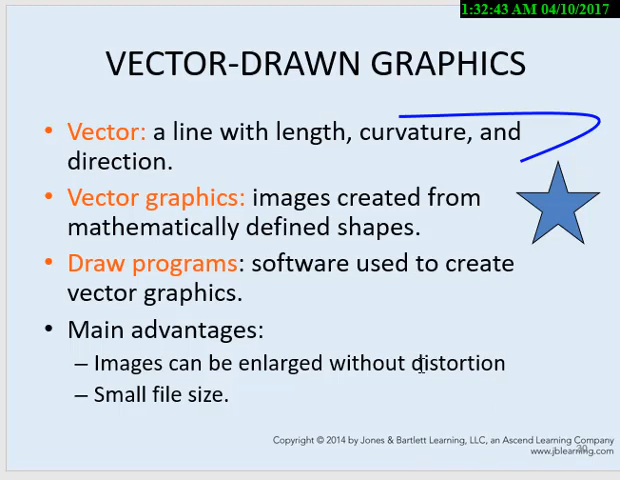 1:32:43 AM 04/10/2017
VECTOR-DRAWN GRAPHICS
• Vector: a line with length, curvature, and
direction.
• Vector graphics: images created from
mathematically defined shapes.
• Draw programs: software used to create
vector graphics.
• Main advantages:
– Images can be enlarged without distortion
– Small file size.
Copyright © 2014 by Jones & Bartlett Learning, LLC, an Ascend Learning Company
www.jblearning.com